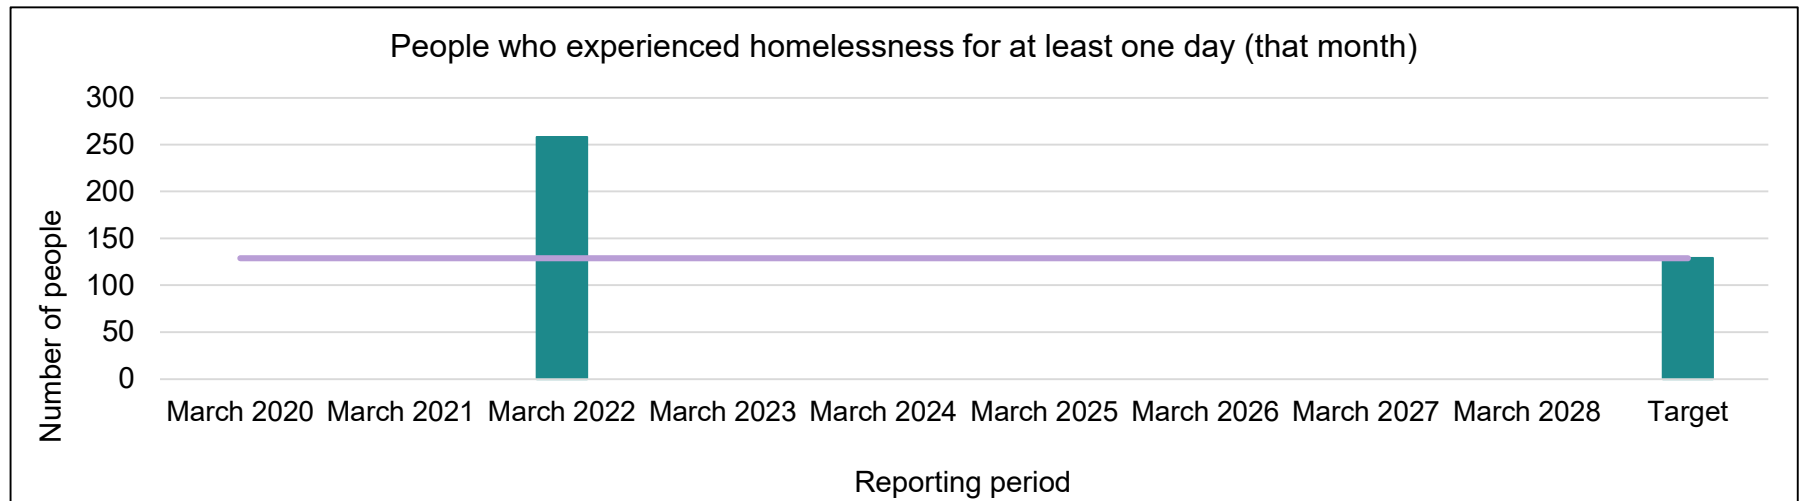 People who experienced homelessness for at least one day (that month)
300
250
200
150
100
50
0
Number of people
March 2020 March 2021 March 2022 March 2023 March 2024 March 2025 March 2026 March 2027 March 2028 Target
Reporting period